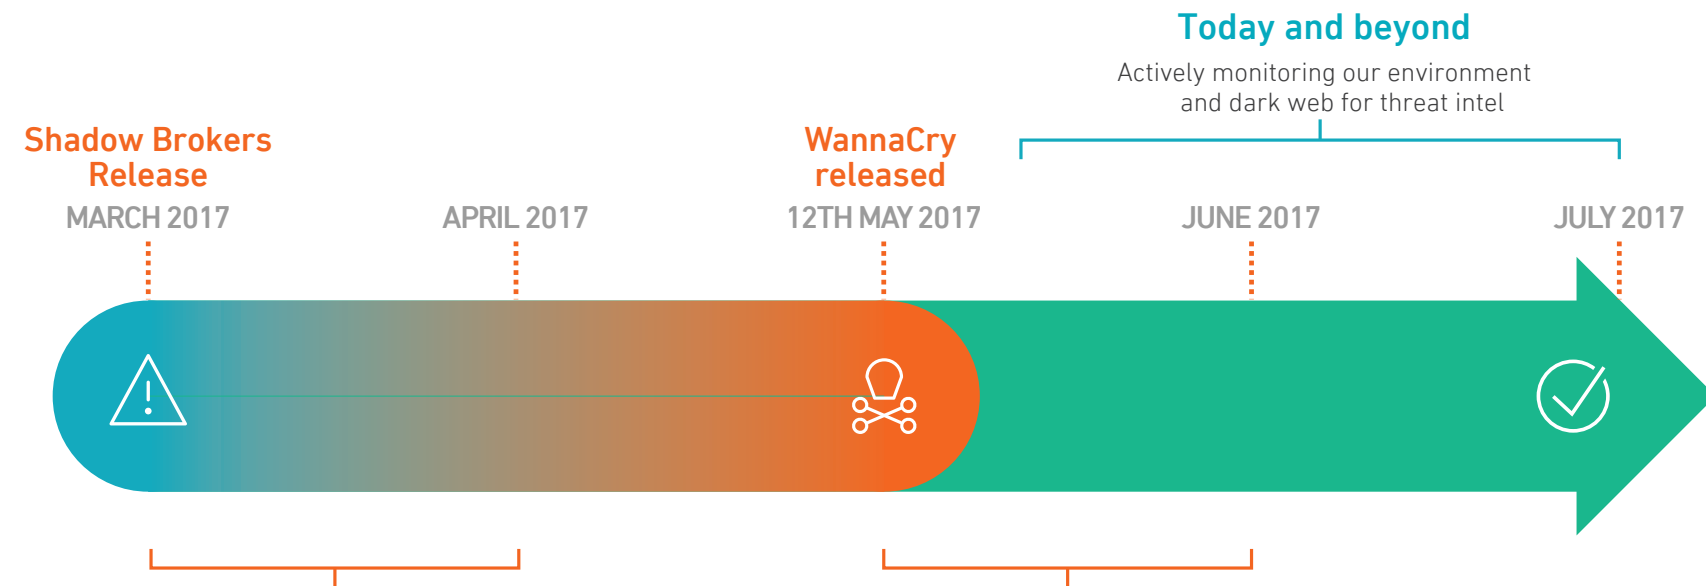 Today and beyond
Actively monitoring our environment
and dark web for threat intel
Shadow Brokers
Release
WannaCry
released
MARCH 2017
APRIL 2017
12TH MAY 2017
JUNE 2017
JULY 2017